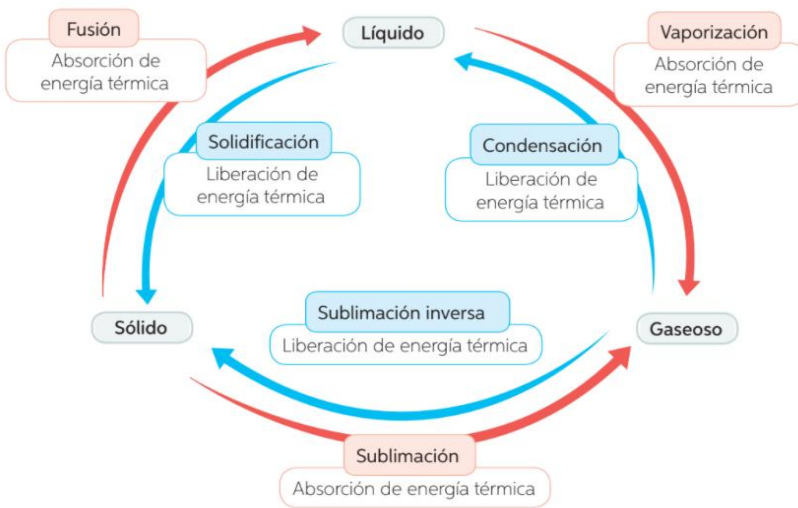 Fusión
Absorción de
energía térmica
Líquido
Vaporización
Absorción de
energía térmica
Solidificación
Liberación de
energía térmica
Condensación
Liberación de
energía térmica
Sólido
Sublimación inversa
Liberación de energía térmica
Gaseoso
Sublimación
Absorción de energía térmica